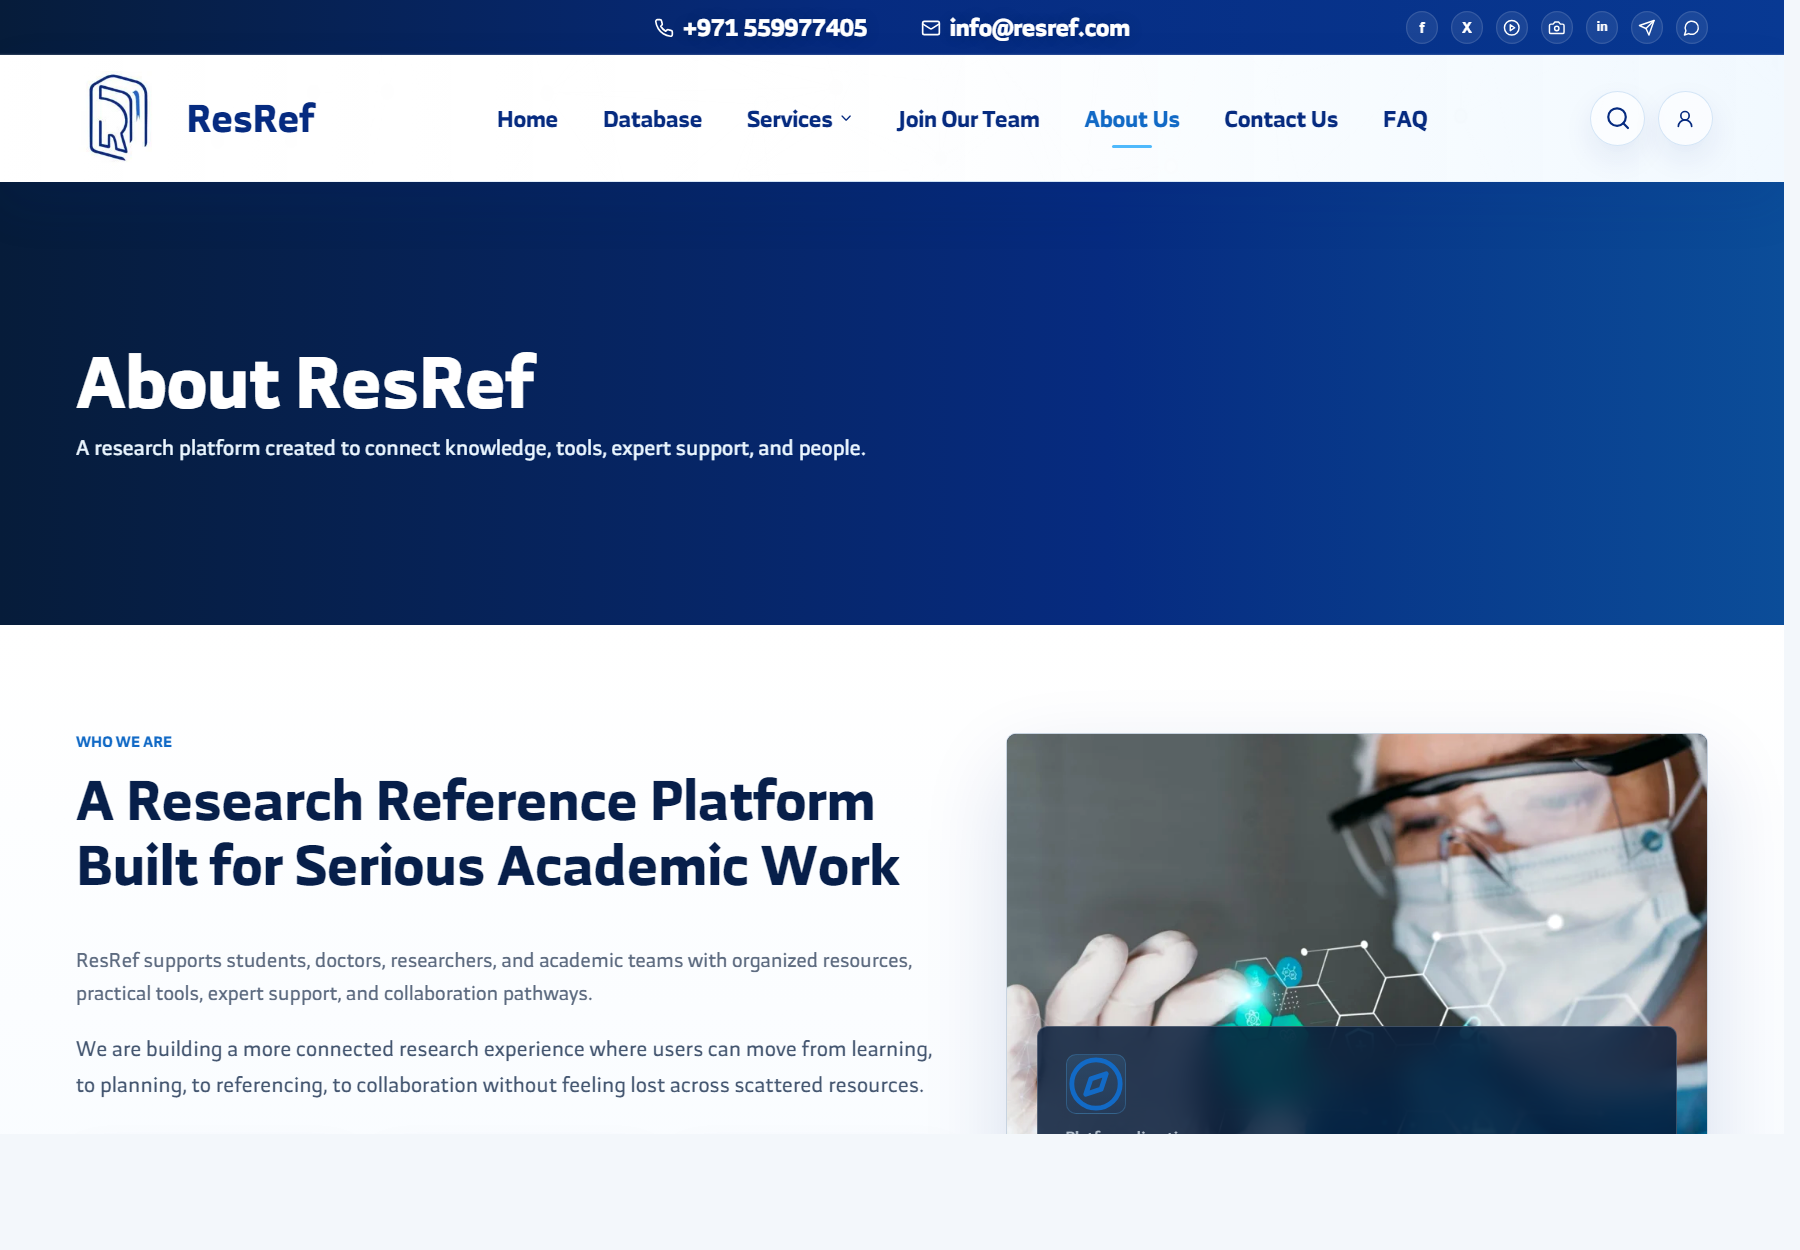 +971 559977405
info@resref.com
f X in
ResRef
Home
Database
Services
Join Our Team
About Us
Contact Us
FAQ
About ResRef
A research platform created to connect knowledge, tools, expert support, and people.
WHO WE ARE
A Research Reference Platform
Built for Serious Academic Work
ResRef supports students, doctors, researchers, and academic teams with organized resources,
practical tools, expert support, and collaboration pathways.
We are building a more connected research experience where users can move from learning,
to planning, to referencing, to collaboration without feeling lost across scattered resources.